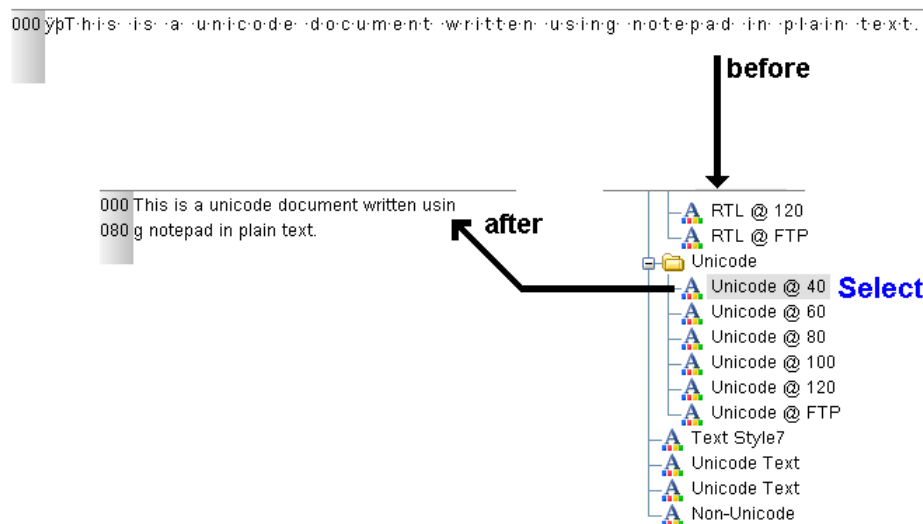 000 ÿþT·h·i·s· ·i·s· ·a· ·u·n·i·c·o·d·e· ·d·o·c·u·m·e·n·t· ·w·r·i·t·t·e·n· ·u·s·i·n·g· ·n·o·t·e·p·a·d· ·i·n· ·p·l·a·i·n· ·t·e·x·t·.
before
000 This is a unicode document written usin
080 g notepad in plain text.
after
RTL @ 120
RTL @ FTP
Unicode
Unicode @ 40 Select
Unicode @ 60
Unicode @ 80
Unicode @ 100
Unicode @ 120
Unicode @ FTP
Text Style7
Unicode Text
Unicode Text
Non-Unicode